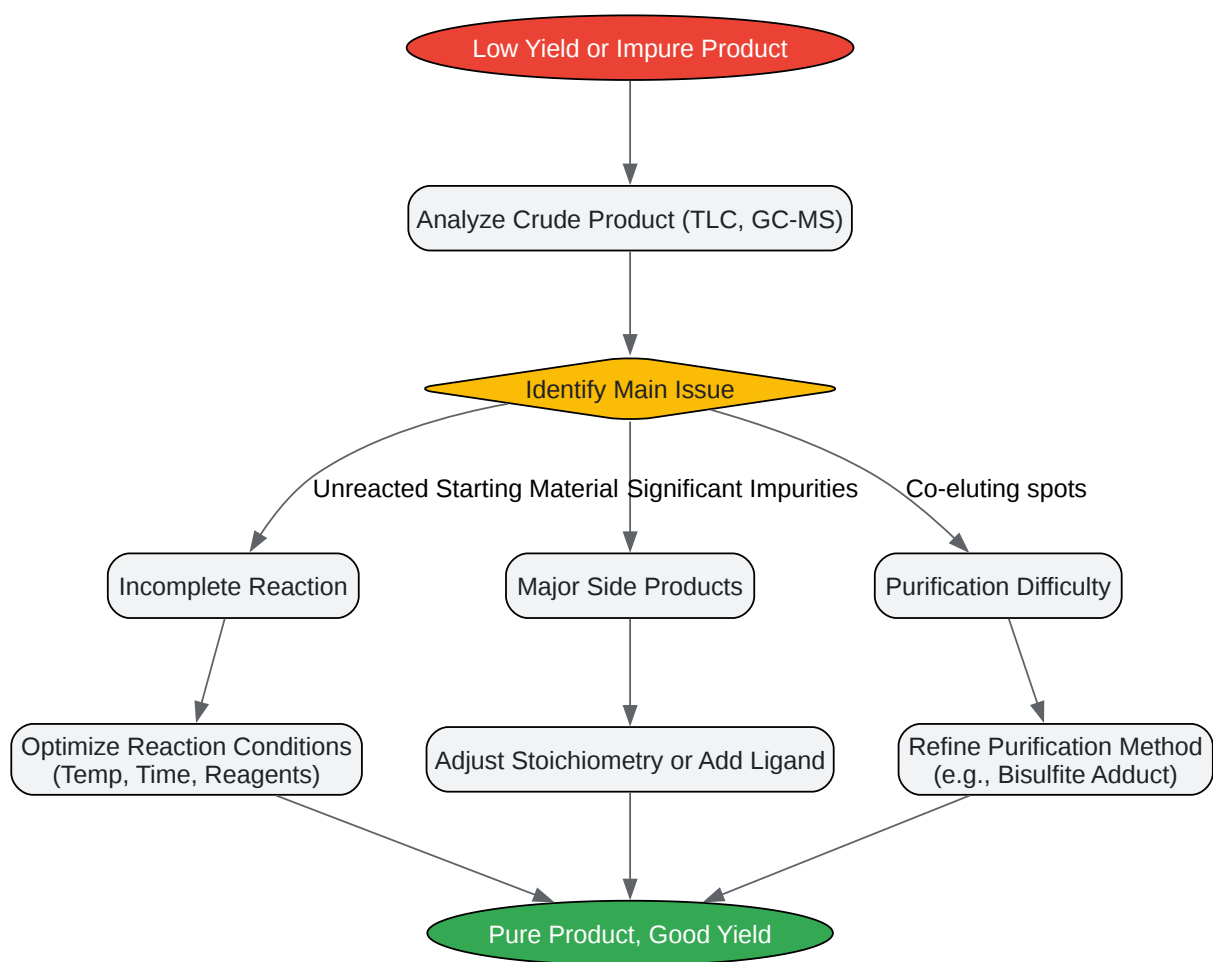 Low Yield or Impure Product
Analyze Crude Product (TLC, GC-MS)
Identify Main Issue
Unreacted Starting Material
Significant Impurities
Co-eluting spots
Incomplete Reaction
Major Side Products
Purification Difficulty
Optimize Reaction Conditions
(Temp, Time, Reagents)
Adjust Stoichiometry or Add Ligand
Refine Purification Method
(e.g., Bisulfite Adduct)
Pure Product, Good Yield